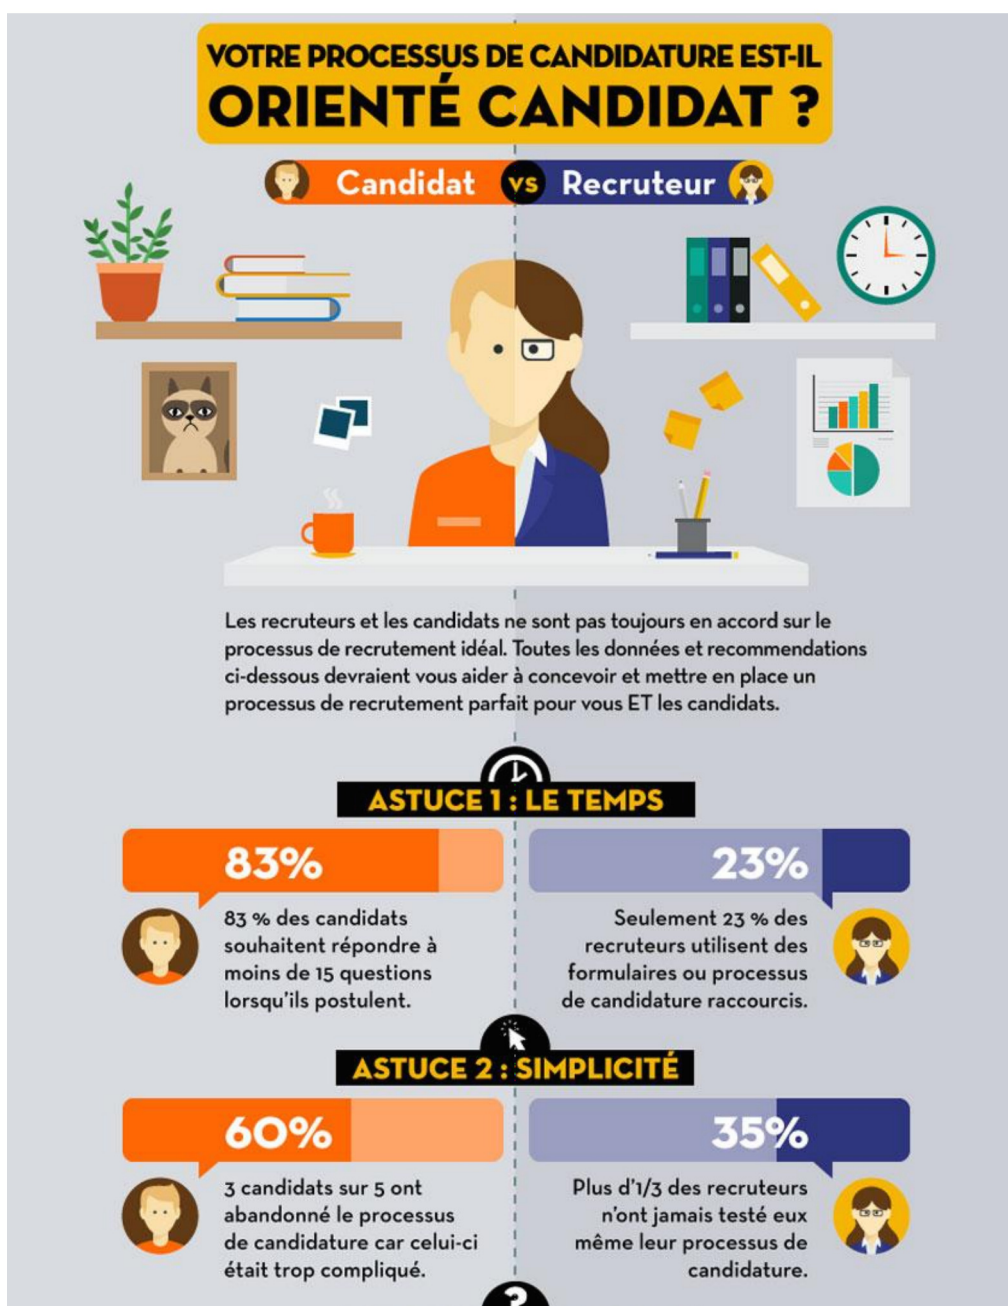 VOTRE PROCESSUS DE CANDIDATURE EST-IL
ORIENTÉ CANDIDAT ?
Candidat vs Recruteur
Les recruteurs et les candidats ne sont pas toujours en accord sur le
processus de recrutement idéal. Toutes les données et recommendations
ci-dessous devraient vous aider à concevoir et mettre en place un
processus de recrutement parfait pour vous ET les candidats.
ASTUCE 1 : LE TEMPS
83%
83 % des candidats
souhaitent répondre à
moins de 15 questions
lorsqu'ils postulent.
23%
Seulement 23 % des
recruteurs utilisent des
formulaires ou processus
de candidature raccourcis.
ASTUCE 2 : SIMPLICITÉ
60%
3 candidats sur 5 ont
abandonné le processus
de candidature car celui-ci
était trop compliqué.
35%
Plus d'1/3 des recruteurs
n'ont jamais testé eux
même leur processus de
candidature.
?